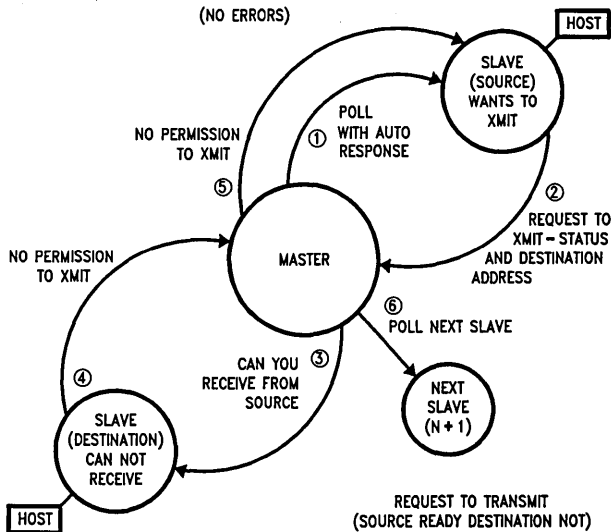 (NO ERRORS)
HOST
SLAVE
(SOURCE)
WANTS TO
XMIT
①
POLL
WITH AUTO
RESPONSE
NO PERMISSION
TO XMIT
⑤
②
REQUEST TO
XMIT-STATUS
AND DESTINATION
ADDRESS
MASTER
NO PERMISSION
TO XMIT
④
⑥
POLL NEXT SLAVE
③
CAN YOU
RECEIVE FROM
SOURCE
NEXT
SLAVE
(N+1)
SLAVE
(DESTINATION)
CAN NOT
RECEIVE
HOST
REQUEST TO TRANSMIT
(SOURCE READY DESTINATION NOT)